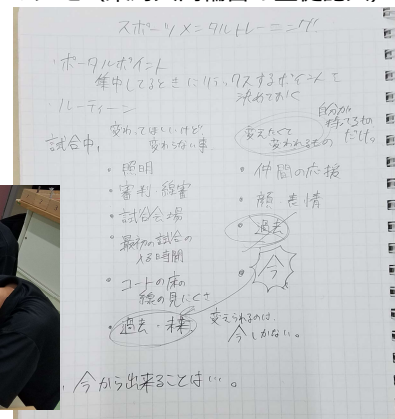 スポーツメンタルトレーニング
・ポータルポイント
集中してるときにリラックスするポイントを
決めておく
ルーティーン
試合中、
変わってほしいけど
変わらない事
・照明
・審判・線審
・試合会場
・最初の試合の
入る時間
・コートの床の
線の見にくさ
・過去・未来
変えたくて
変われるもの
自分が
持てるもの
だけ。
・仲間の応援
・顔 表情
・過去
・今
変えられるのは、
今しかない。
、今から出来ることは…。